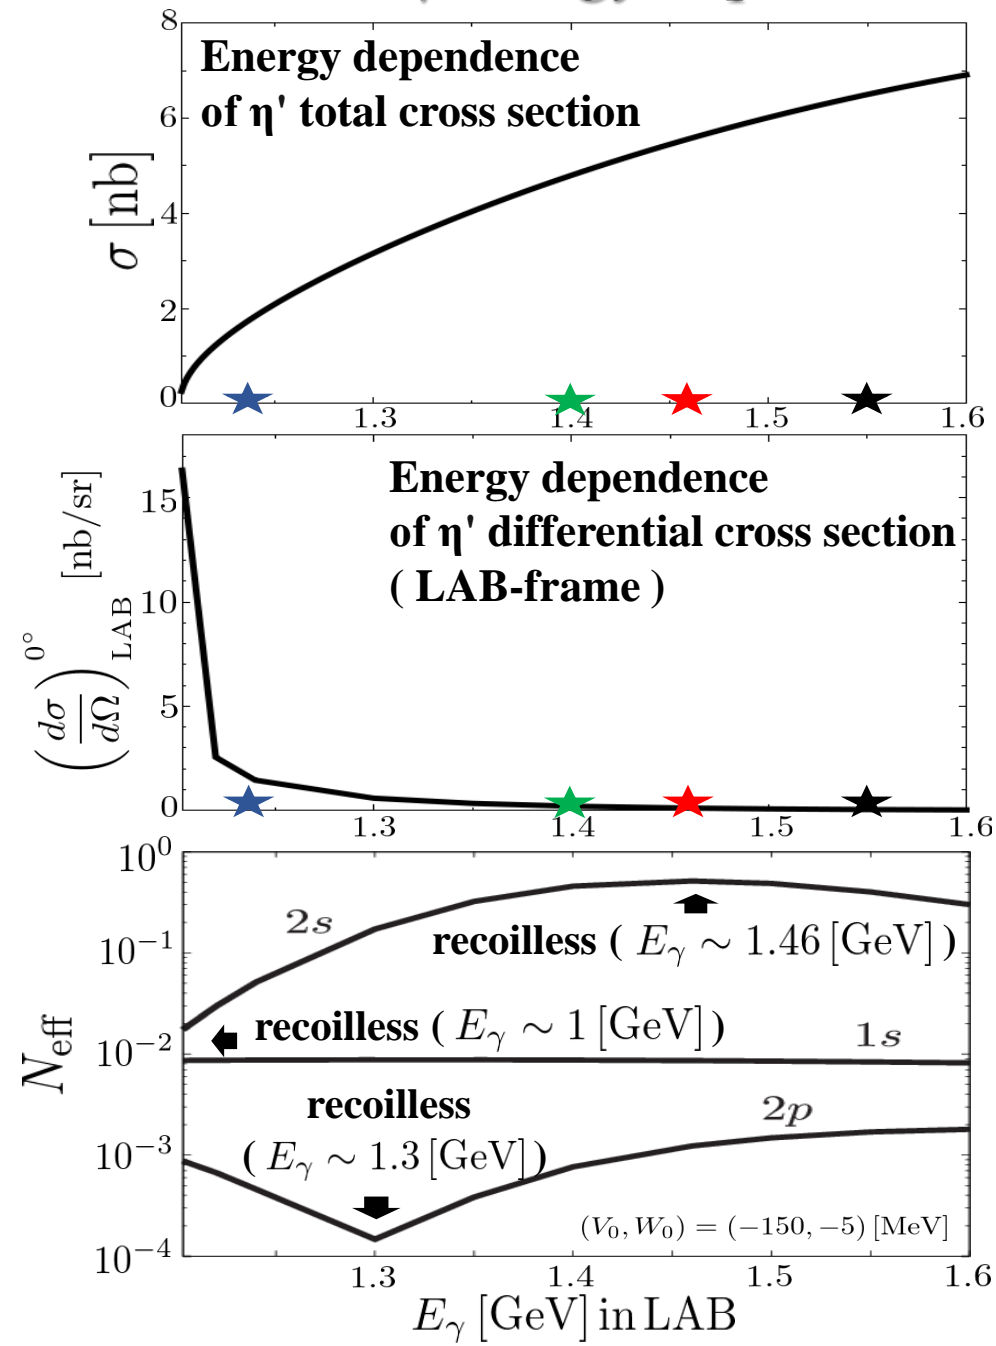 8
Energy dependence
of η' total cross section
6
4
2
0
σ [nb]
1.3
1.4
1.5
1.6
Energy dependence
of η' differential cross section
( LAB-frame )
15
10
5
0
(dσ/dΩ)^{0°}_{LAB} [nb/sr]
1.3
1.4
1.5
1.6
10^0
10^{-1}
10^{-2}
10^{-3}
10^{-4}
N_eff
2s
recoilless ( E_γ ∼ 1.46 [GeV] )
recoilless ( E_γ ∼ 1 [GeV] )
1s
recoilless
2p
( E_γ ∼ 1.3 [GeV] )
(V_0, W_0) = (−150, −5) [MeV]
1.3
1.4
1.5
1.6
E_γ [GeV] in LAB